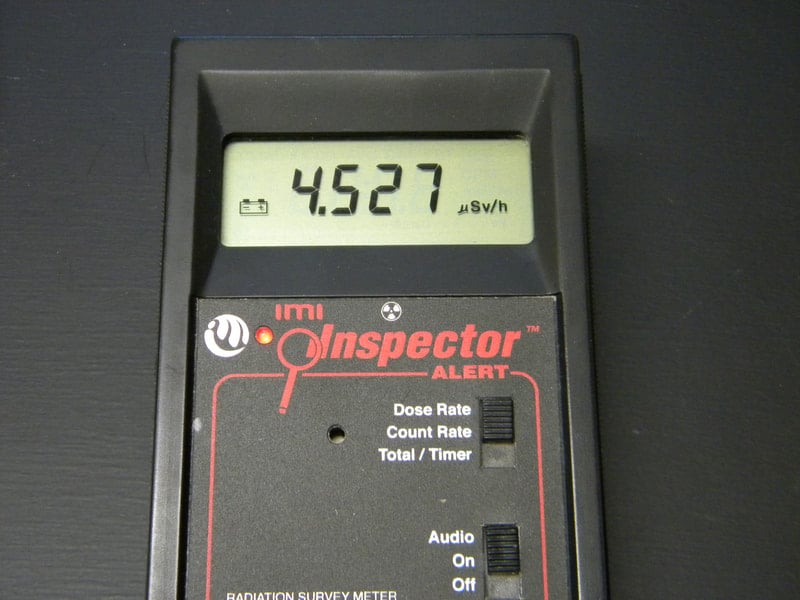 4.527 μSv/h
imi
Inspector™
ALERT
Dose Rate
Count Rate
Total / Timer
Audio
On
Off
RADIATION SURVEY METER